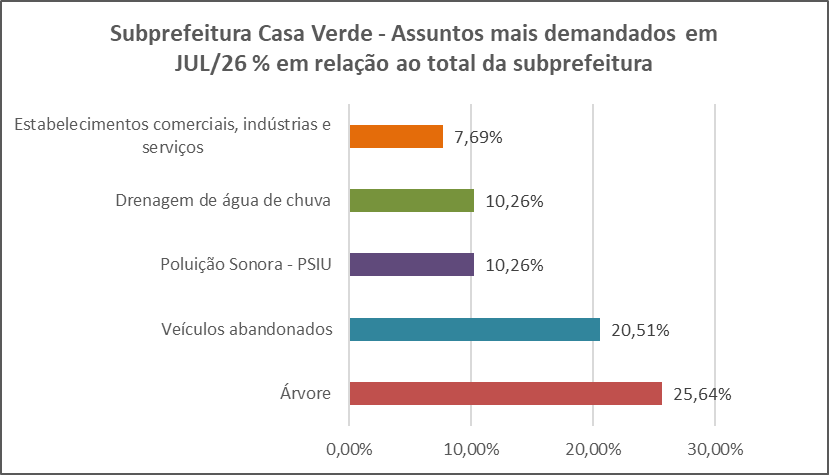 Subprefeitura Casa Verde - Assuntos mais demandados em
JUL/26 % em relação ao total da subprefeitura
Estabelecimentos comerciais, indústrias e
serviços
7,69%
Drenagem de água de chuva
10,26%
Poluição Sonora - PSIU
10,26%
Veículos abandonados
20,51%
Árvore
25,64%
0,00% 10,00% 20,00% 30,00%